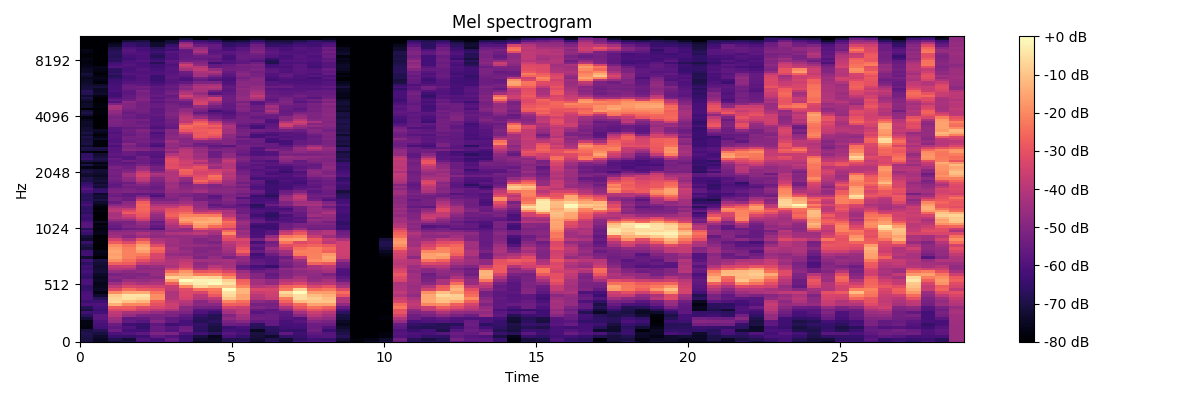 Mel spectrogram
8192
4096
2048
1024
512
0
Hz
0 5 10 15 20 25
Time
+0 dB
-10 dB
-20 dB
-30 dB
-40 dB
-50 dB
-60 dB
-70 dB
-80 dB